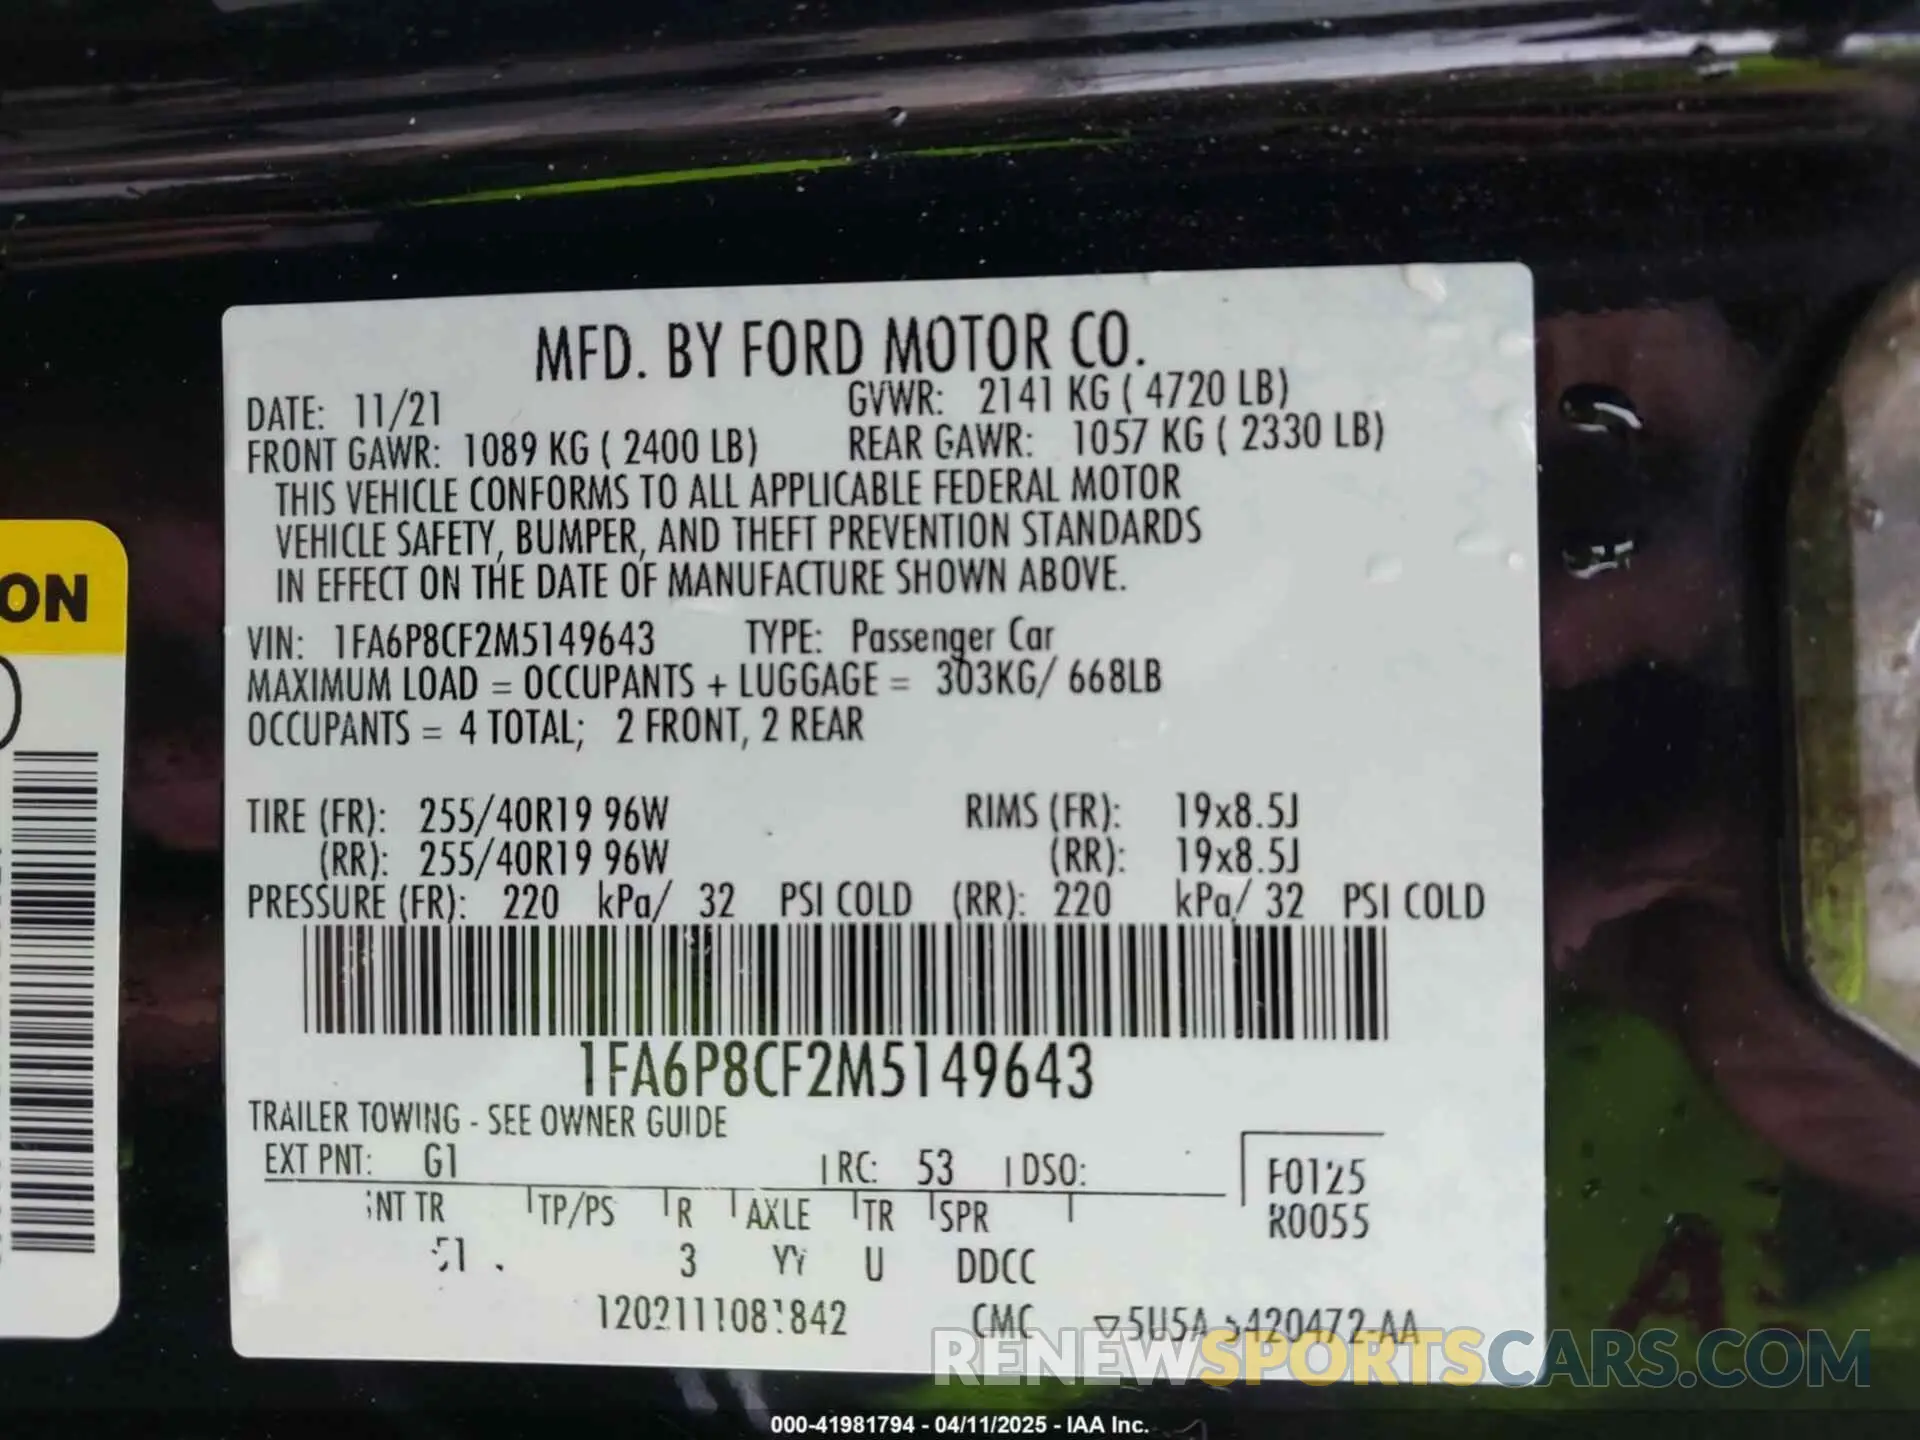 MFD. BY FORD MOTOR CO.
DATE: 11/21
GVWR: 2141 KG ( 4720 LB)
FRONT GAWR: 1089 KG ( 2400 LB)
REAR GAWR: 1057 KG ( 2330 LB)
THIS VEHICLE CONFORMS TO ALL APPLICABLE FEDERAL MOTOR
VEHICLE SAFETY, BUMPER, AND THEFT PREVENTION STANDARDS
IN EFFECT ON THE DATE OF MANUFACTURE SHOWN ABOVE.
VIN: 1FA6P8CF2M5149643 TYPE: Passenger Car
MAXIMUM LOAD = OCCUPANTS + LUGGAGE = 303KG/ 668LB
OCCUPANTS = 4 TOTAL; 2 FRONT, 2 REAR
TIRE (FR): 255/40R19 96W RIMS (FR): 19x8.5J
(RR): 255/40R19 96W (RR): 19x8.5J
PRESSURE (FR): 220 kPa/ 32 PSI COLD (RR): 220 kPa/ 32 PSI COLD
1FA6P8CF2M5149643
TRAILER TOWING - SEE OWNER GUIDE
EXT PNT: G1 RC: 53 DSO:
F0125
R0055
INT TR TP/PS R AXLE TR SPR
3 YY U DDCC
CMC
ON
RENEWSPORTSCARS.COM
000-41981794 - 04/11/2025 - IAA Inc.